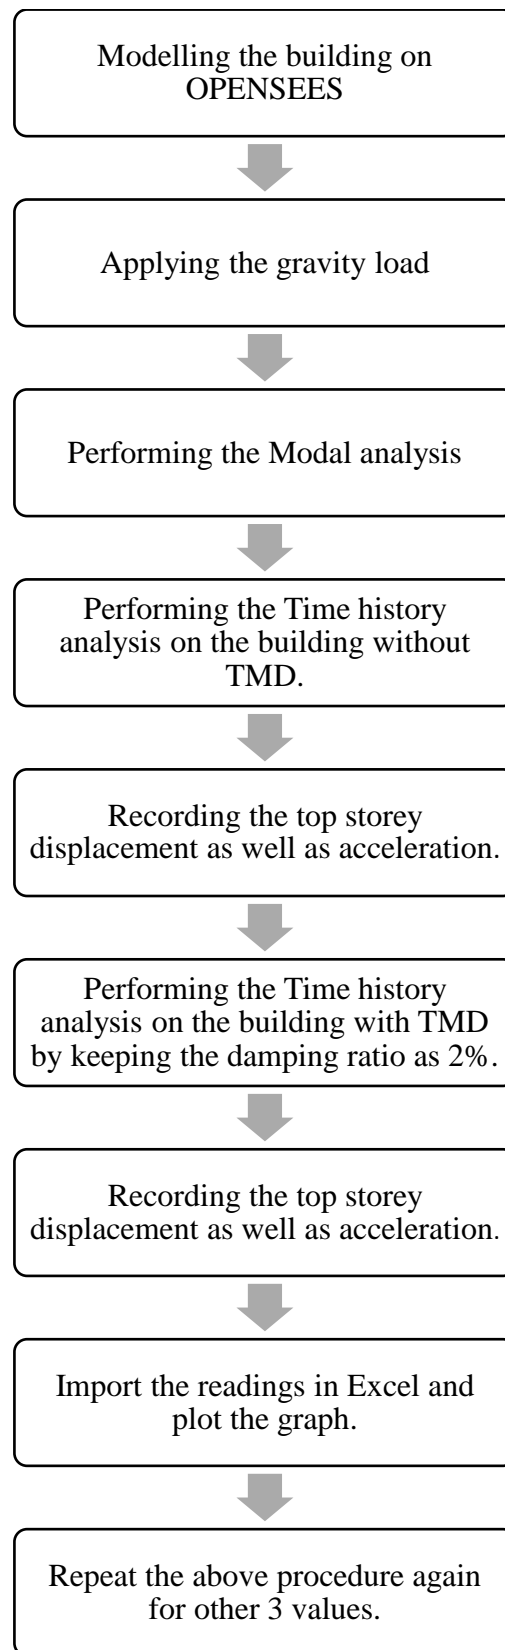 Modelling the building on
OPENSEES
Applying the gravity load
Performing the Modal analysis
Performing the Time history
analysis on the building without
TMD.
Recording the top storey
displacement as well as acceleration.
Performing the Time history
analysis on the building with TMD
by keeping the damping ratio as 2%.
Recording the top storey
displacement as well as acceleration.
Import the readings in Excel and
plot the graph.
Repeat the above procedure again
for other 3 values.